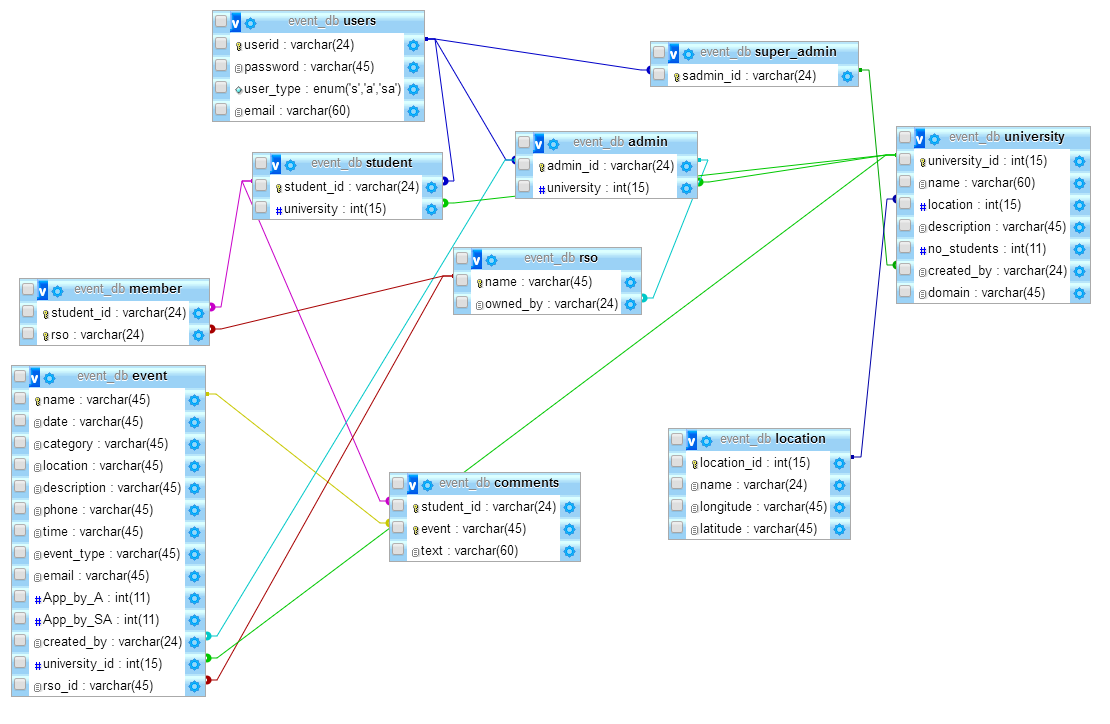 event_db users
userid : varchar(24)
password : varchar(45)
user_type : enum('s','a','sa')
email : varchar(60)
event_db super_admin
sadmin_id : varchar(24)
event_db university
university_id : int(15)
name : varchar(60)
location : int(15)
description : varchar(45)
no_students : int(11)
created_by : varchar(24)
domain : varchar(45)
event_db admin
admin_id : varchar(24)
university : int(15)
event_db student
student_id : varchar(24)
university : int(15)
event_db rso
name : varchar(45)
owned_by : varchar(24)
event_db member
student_id : varchar(24)
rso : varchar(24)
event_db event
name : varchar(45)
date : varchar(45)
category : varchar(45)
location : varchar(45)
description : varchar(45)
phone : varchar(45)
time : varchar(45)
event_type : varchar(45)
email : varchar(45)
App_by_A : int(11)
App_by_SA : int(11)
created_by : varchar(24)
university_id : int(15)
rso_id : varchar(45)
event_db comments
student_id : varchar(24)
event : varchar(45)
text : varchar(60)
event_db location
location_id : int(15)
name : varchar(24)
longitude : varchar(45)
latitude : varchar(45)